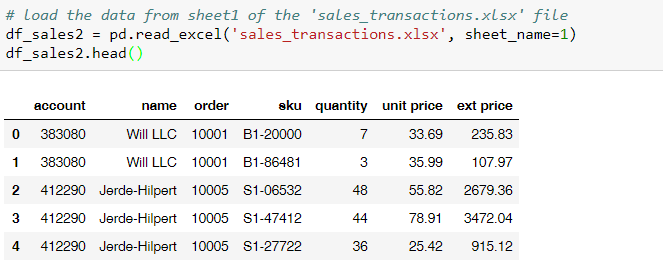 # load the data from sheet1 of the 'sales_transactions.xlsx' file
df_sales2 = pd.read_excel('sales_transactions.xlsx', sheet_name=1)
df_sales2.head()
account name order sku quantity unit price ext price
0 383080 Will LLC 10001 B1-20000 7 33.69 235.83
1 383080 Will LLC 10001 B1-86481 3 35.99 107.97
2 412290 Jerde-Hilpert 10005 S1-06532 48 55.82 2679.36
3 412290 Jerde-Hilpert 10005 S1-47412 44 78.91 3472.04
4 412290 Jerde-Hilpert 10005 S1-27722 36 25.42 915.12